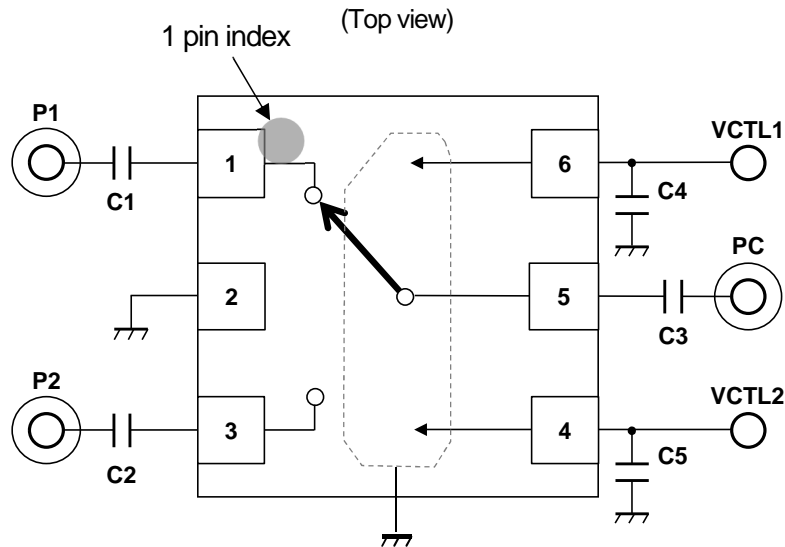 (Top view)
1 pin index
P1
VCTL1
1
6
C1
C4
PC
2
5
C3
P2
VCTL2
3
4
C2
C5